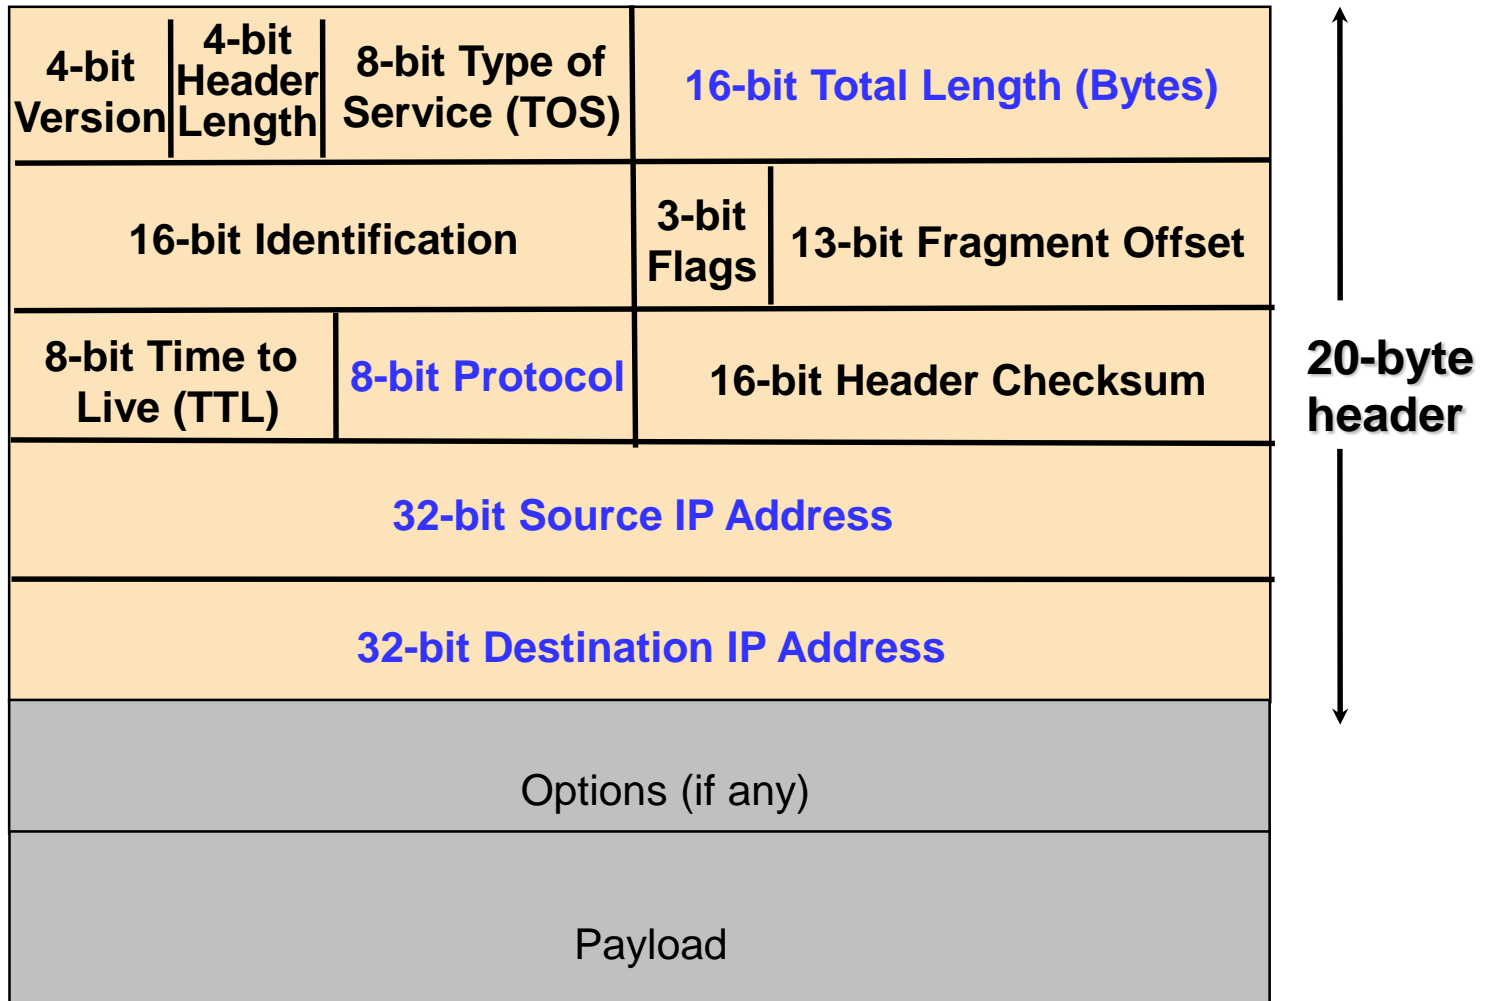 4-bit
Version
4-bit
Header
Length
8-bit Type of
Service (TOS)
16-bit Total Length (Bytes)
16-bit Identification
3-bit
Flags
13-bit Fragment Offset
8-bit Time to
Live (TTL)
8-bit Protocol
16-bit Header Checksum
20-byte
header
32-bit Source IP Address
32-bit Destination IP Address
Options (if any)
Payload